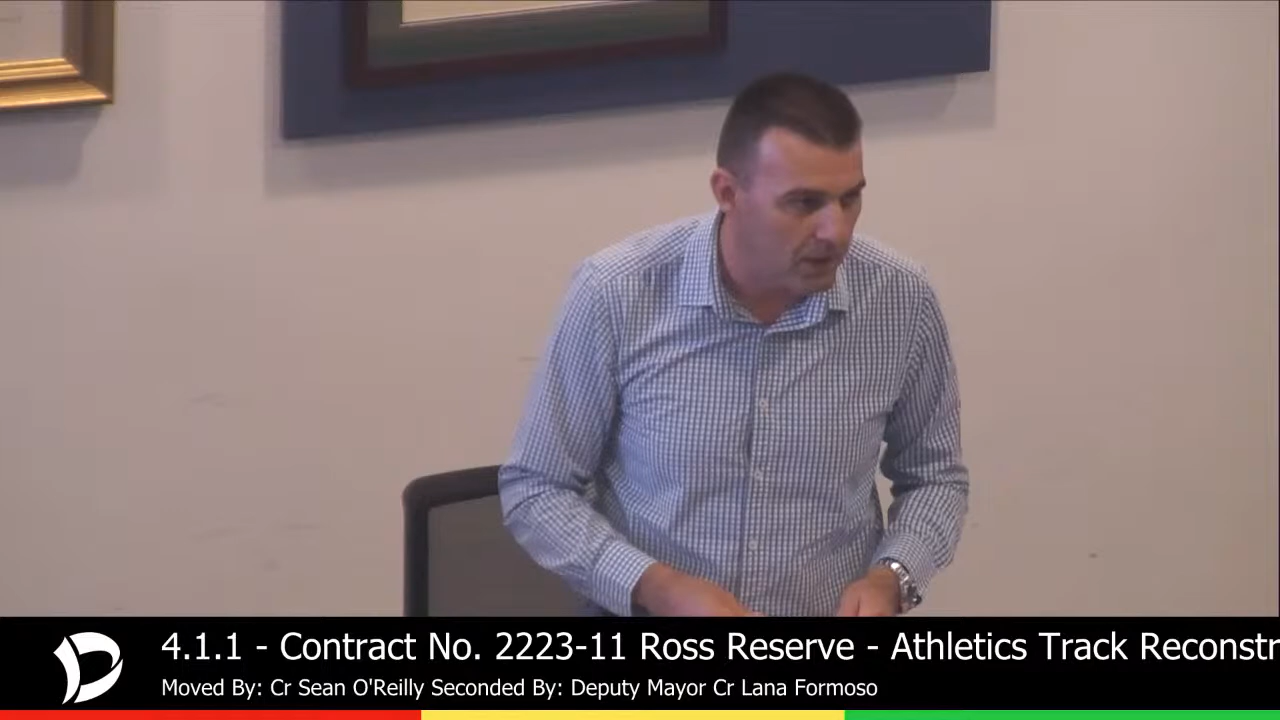 4.1.1 - Contract No. 2223-11 Ross Reserve - Athletics Track Reconstr
Moved By: Cr Sean O'Reilly Seconded By: Deputy Mayor Cr Lana Formoso